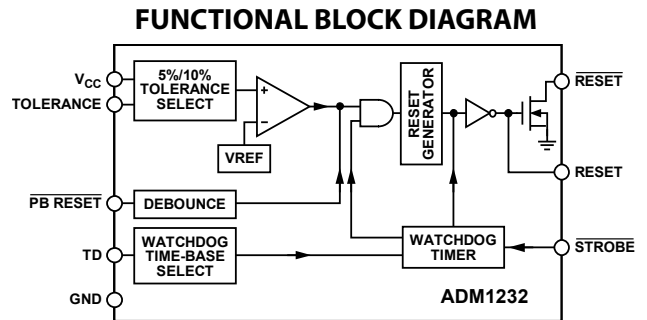 FUNCTIONAL BLOCK DIAGRAM
VCC
TOLERANCE
5%/10%
TOLERANCE
SELECT
+
−
VREF
RESET
GENERATOR
RESET
RESET
PB RESET
DEBOUNCE
TD
WATCHDOG
TIME-BASE
SELECT
WATCHDOG
TIMER
STROBE
GND
ADM1232